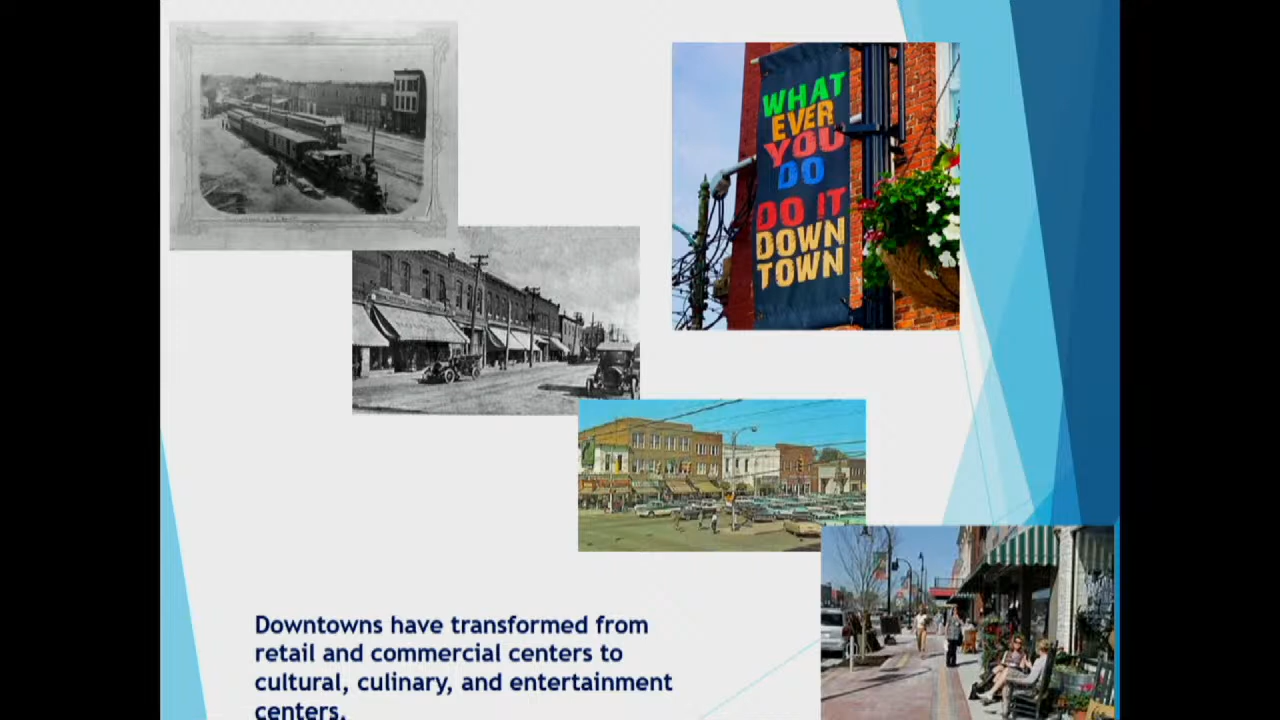 WHAT
EVER
YOU
DO
DO IT
DOWN
TOWN
Downtowns have transformed from
retail and commercial centers to
cultural, culinary, and entertainment
centers.